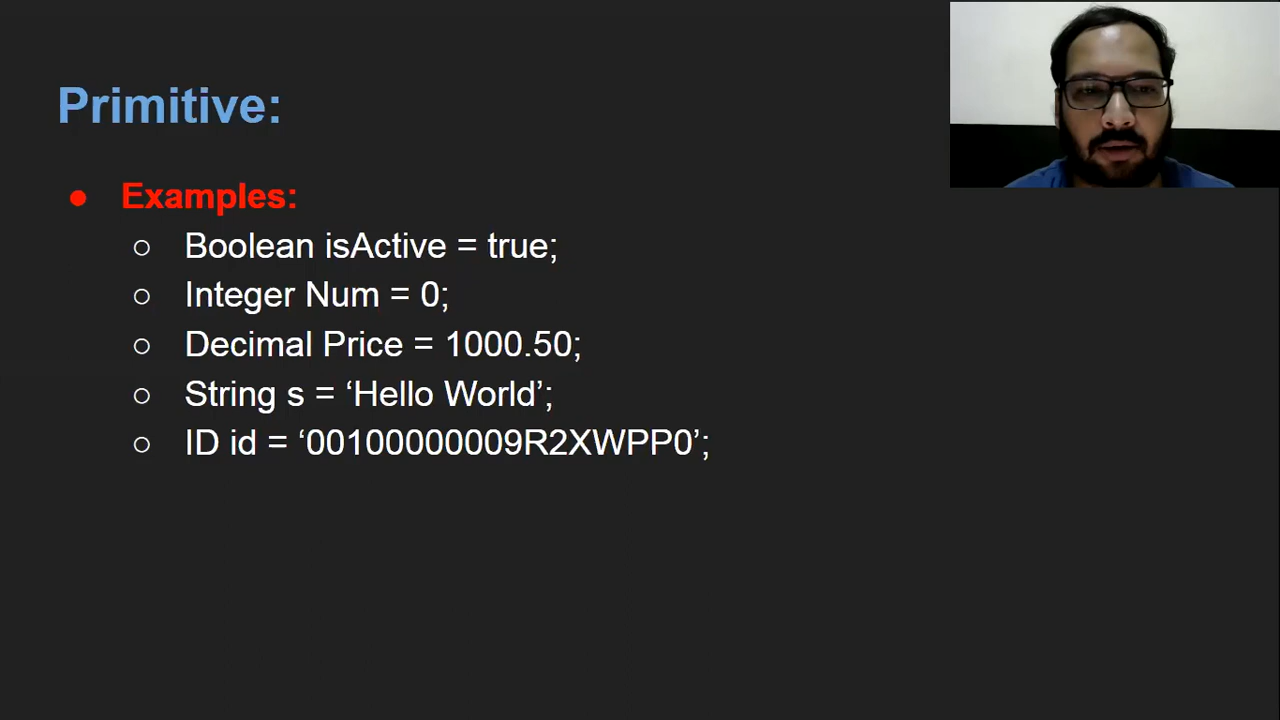 Primitive:
● Examples:
○ Boolean isActive = true;
○ Integer Num = 0;
○ Decimal Price = 1000.50;
○ String s = ‘Hello World’;
○ ID id = ‘00100000009R2XWPP0’;